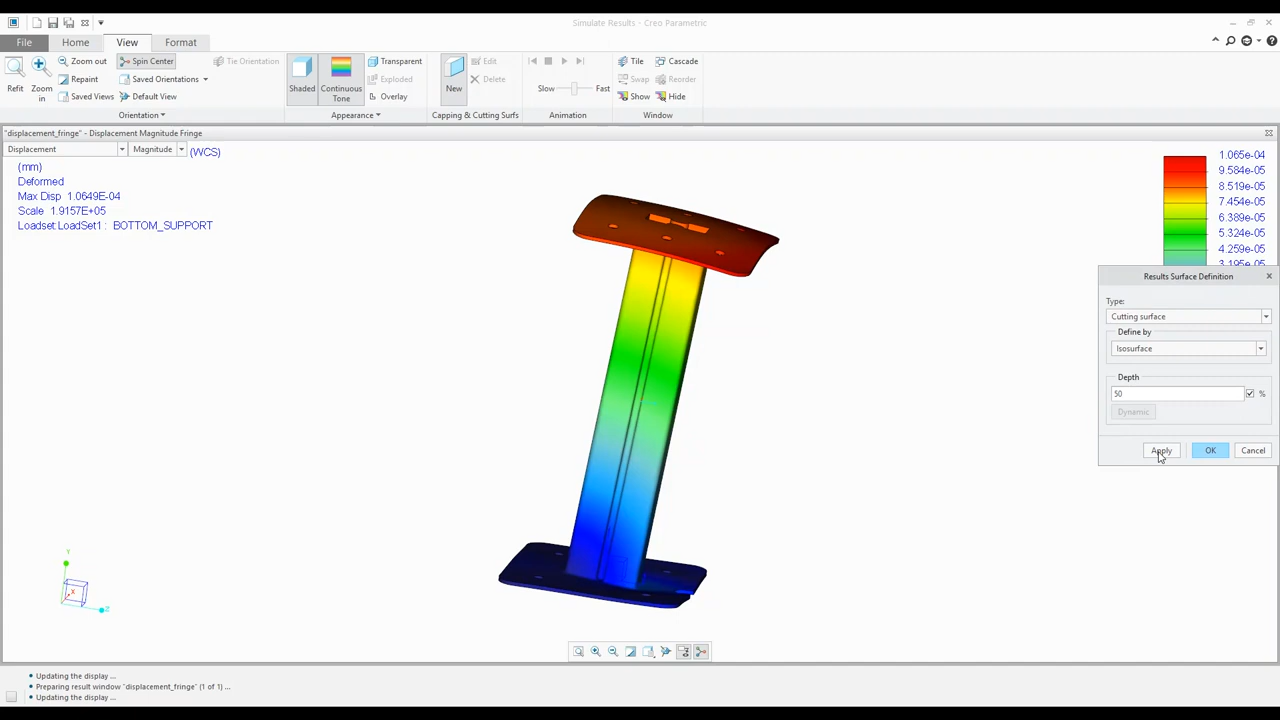 Simulate Results - Creo Parametric
File Home View Format
Refit
Zoom in
Zoom out
Repaint
Saved Views
Spin Center
Saved Orientations
Default View
Tie Orientation
Orientation
Shaded
Continuous Tone
Transparent
Exploded
Overlay
Appearance
New
Edit
Delete
Capping & Cutting Surfs
Slow
Fast
Animation
Tile
Swap
Show
Cascade
Reorder
Hide
Window
"displacement_fringe" - Displacement Magnitude Fringe
Displacement Magnitude (WCS)
(mm)
Deformed
Max Disp 1.0649E-04
Scale 1.9157E+05
Loadset:LoadSet1 : BOTTOM_SUPPORT
1.065e-04
9.584e-05
8.519e-05
7.454e-05
6.389e-05
5.324e-05
4.259e-05
3.195e-05
Results Surface Definition
Type:
Cutting surface
Define by
Isosurface
Depth
50 %
Dynamic
Apply OK Cancel
Y
X
Z
Updating the display ...
Preparing result window "displacement_fringe" (1 of 1) ...
Updating the display ...